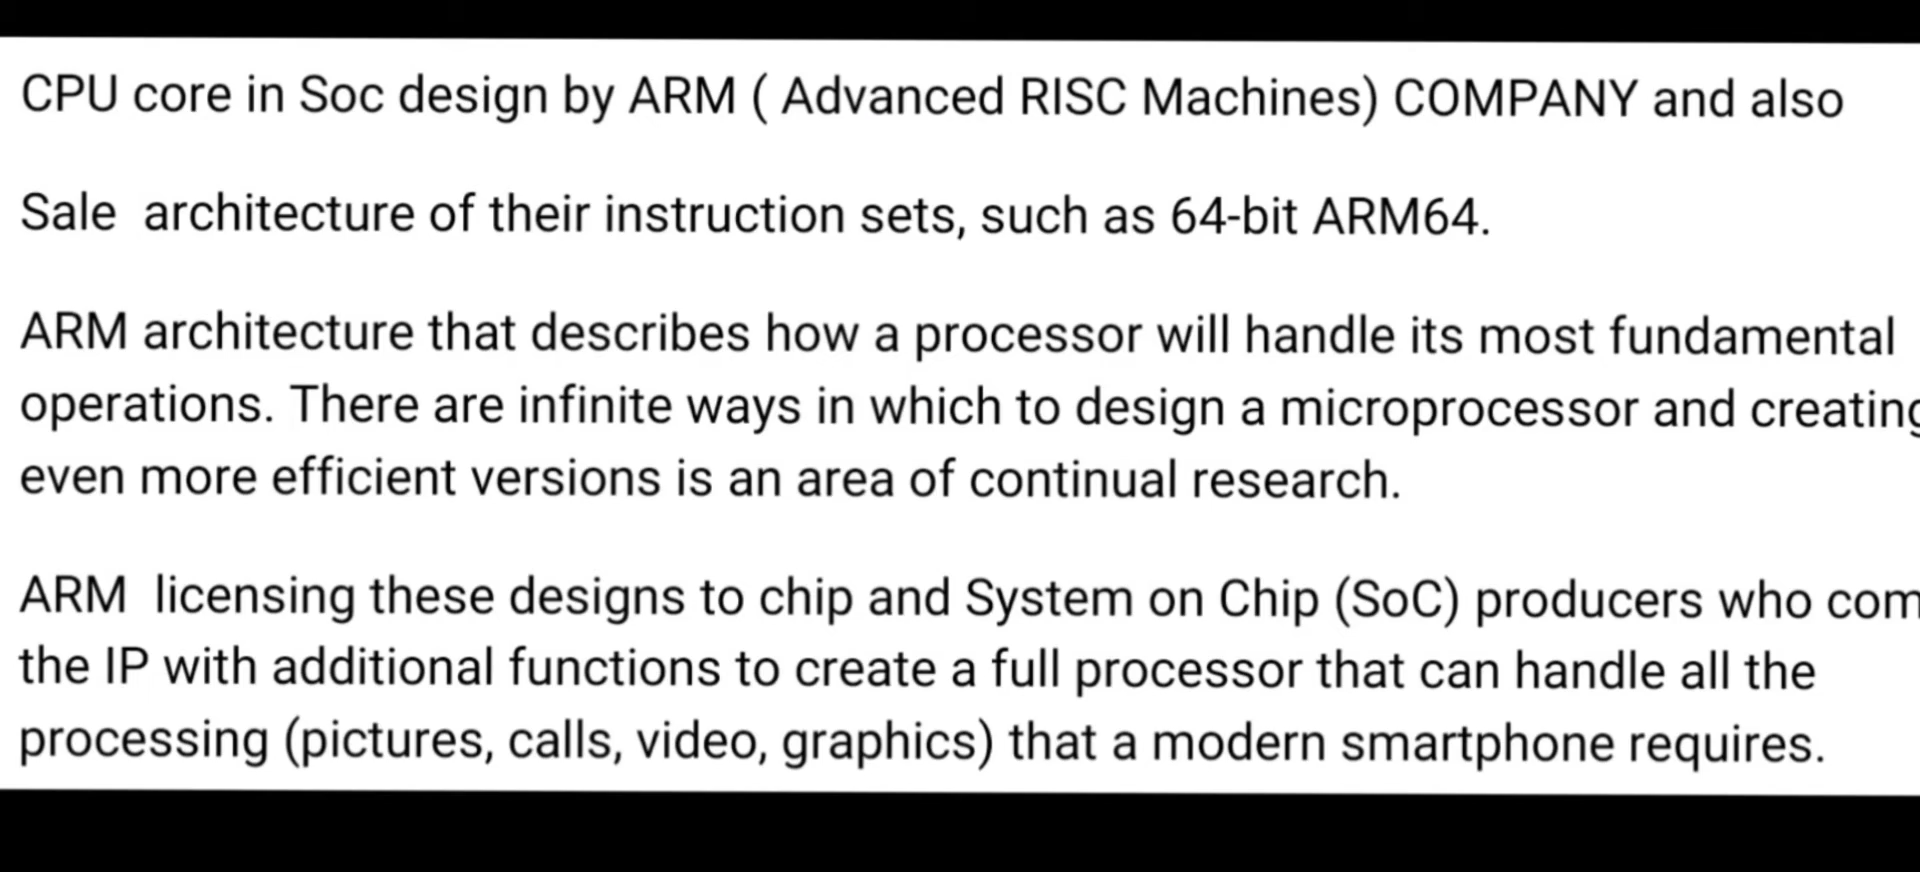 CPU core in Soc design by ARM ( Advanced RISC Machines) COMPANY and also
Sale architecture of their instruction sets, such as 64-bit ARM64.
ARM architecture that describes how a processor will handle its most fundamental
operations. There are infinite ways in which to design a microprocessor and creating
even more efficient versions is an area of continual research.
ARM licensing these designs to chip and System on Chip (SoC) producers who
the IP with additional functions to create a full processor that can handle all the
processing (pictures, calls, video, graphics) that a modern smartphone requires.